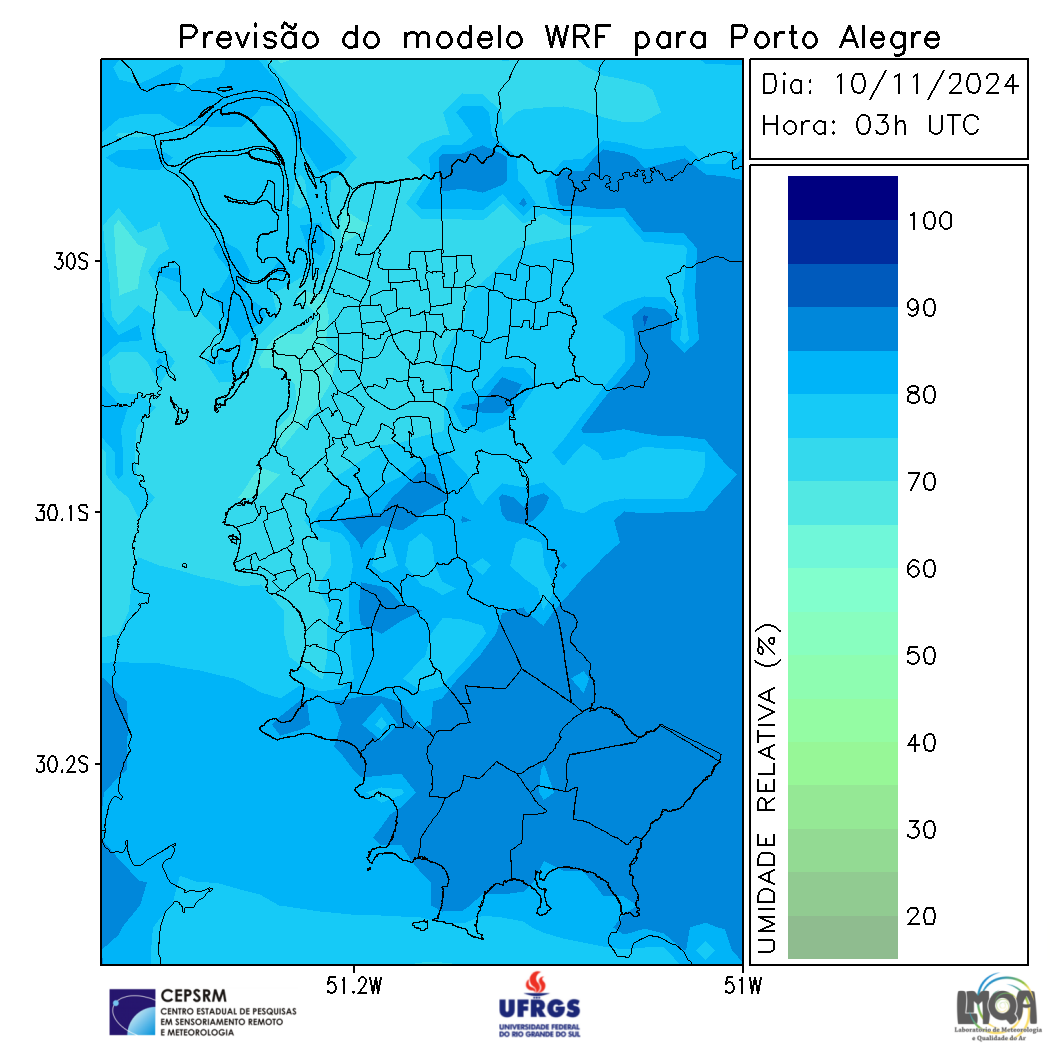 Previsão do modelo WRF para Porto Alegre
Dia: 10/11/2024
Hora: 03h UTC
30S
30.1S
30.2S
51.2W
51W
100
90
80
70
60
50
40
30
20
UMIDADE RELATIVA (%)
CEPSRM
CENTRO ESTADUAL DE PESQUISAS
EM SENSORIAMENTO REMOTO
E METEOROLOGIA
UFRGS
UNIVERSIDADE FEDERAL
DO RIO GRANDE DO SUL
LMQA
Laboratório de Meteorologia
e Qualidade do Ar